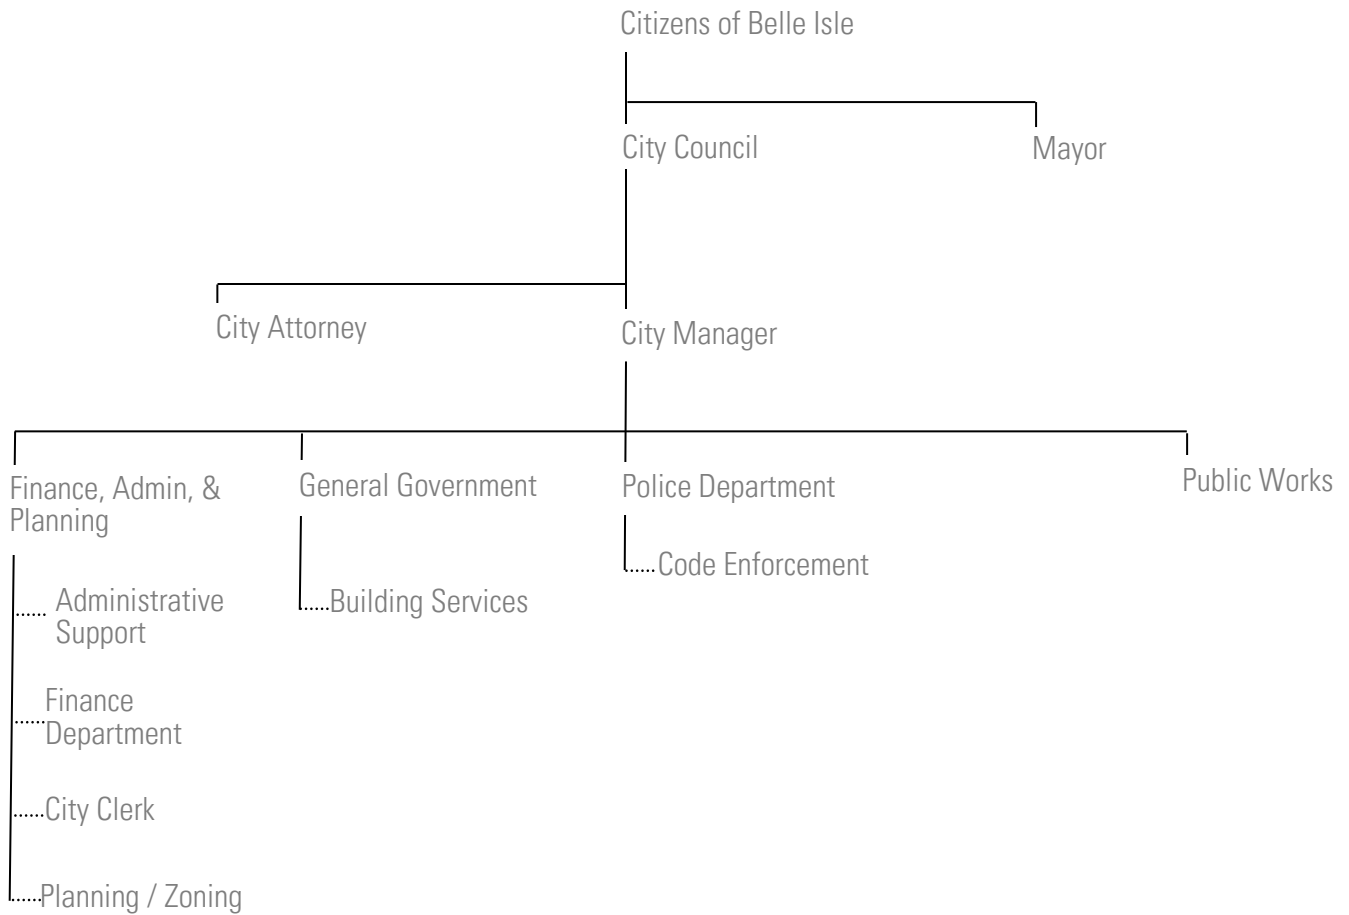 Citizens of Belle Isle
City Council
Mayor
City Attorney
City Manager
Finance, Admin, &
Planning
General Government
Police Department
Public Works
Administrative
Support
Building Services
Code Enforcement
Finance
Department
City Clerk
Planning / Zoning